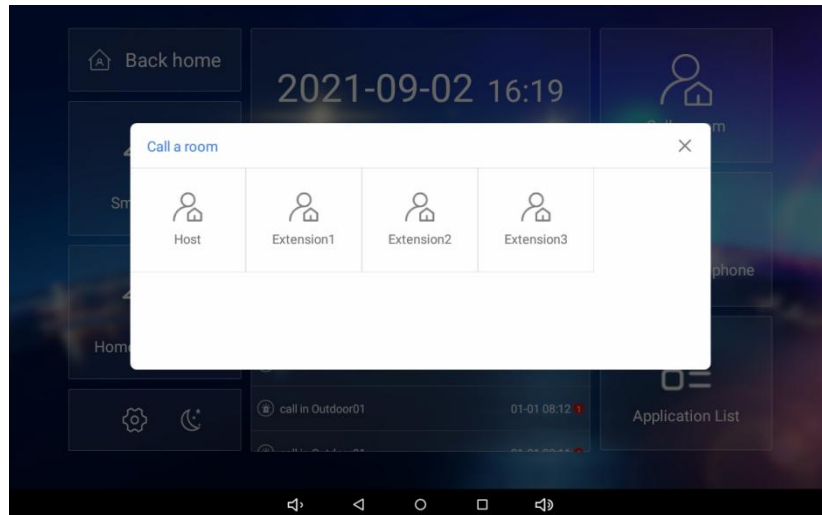 Back home
2021-09-02 16:19
Call a room
Host
Extension1
Extension2
Extension3
phone
call in Outdoor01 01-01 08:12 1
Application List